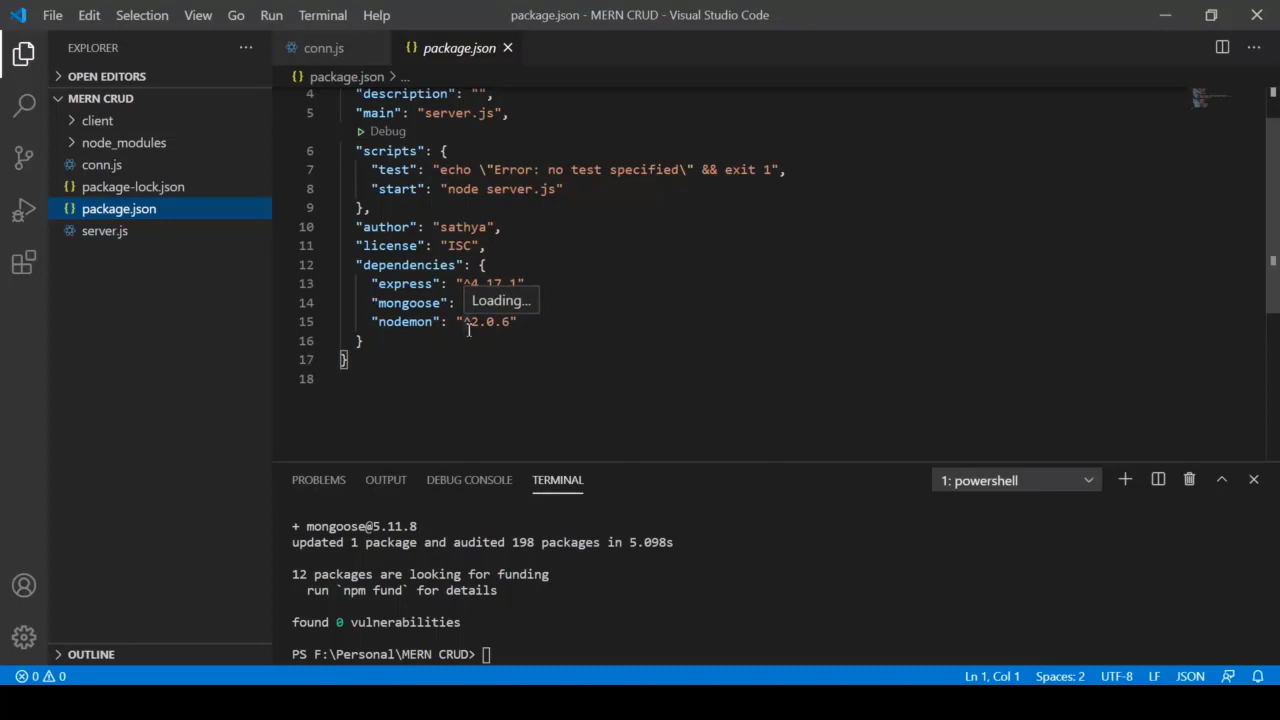 File Edit Selection View Go Run Terminal Help package.json - MERN CRUD - Visual Studio Code
EXPLORER
conn.js
package.json
OPEN EDITORS
MERN CRUD
client
node_modules
conn.js
package-lock.json
package.json
server.js
OUTLINE
package.json > ...
4 "description": "",
5 "main": "server.js",
Debug
6 "scripts": {
7 "test": "echo \"Error: no test specified\" && exit 1",
8 "start": "node server.js"
9 },
10 "author": "sathya",
11 "license": "ISC",
12 "dependencies": {
13 "express": "^4.17.1"
14 "mongoose":
Loading...
15 "nodemon": "^2.0.6"
16 }
17 }
18
PROBLEMS OUTPUT DEBUG CONSOLE TERMINAL 1: powershell
+ mongoose@5.11.8
updated 1 package and audited 198 packages in 5.098s
12 packages are looking for funding
run `npm fund` for details
found 0 vulnerabilities
PS F:\Personal\MERN CRUD>
0 0 Ln 1, Col 1 Spaces: 2 UTF-8 LF JSON